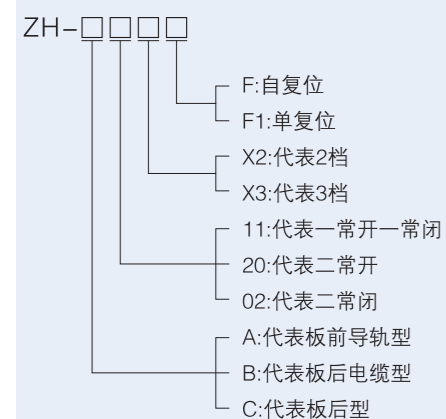 ZH-□□□□
F:自复位
F1:单复位
X2:代表2档
X3:代表3档
11:代表一常开一常闭
20:代表二常开
02:代表二常闭
A:代表板前导轨型
B:代表板后电缆型
C:代表板后型